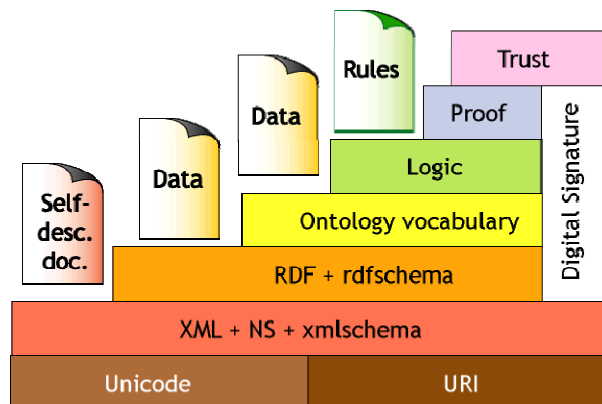 Rules
Trust
Data
Proof
Data
Logic
Self-
desc.
doc.
Ontology vocabulary
Digital Signature
RDF + rdfschema
XML + NS + xmlschema
Unicode
URI